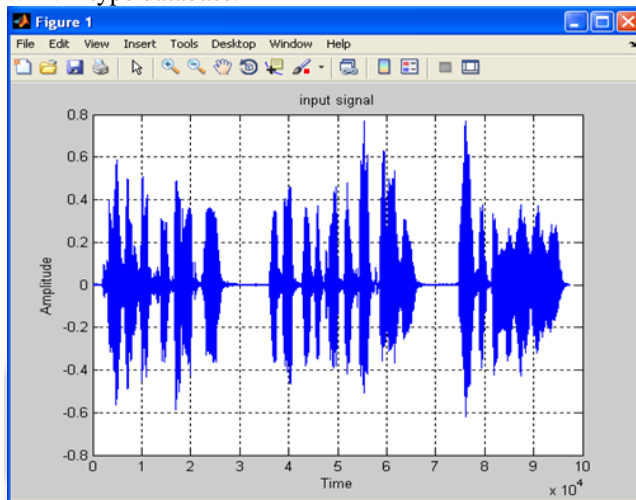 type database.
Figure 1
File Edit View Insert Tools Desktop Window Help
input signal
0.8
0.6
0.4
0.2
0
-0.2
-0.4
-0.6
-0.8
Amplitude
0 1 2 3 4 5 6 7 8 9 10
Time
x 10^4